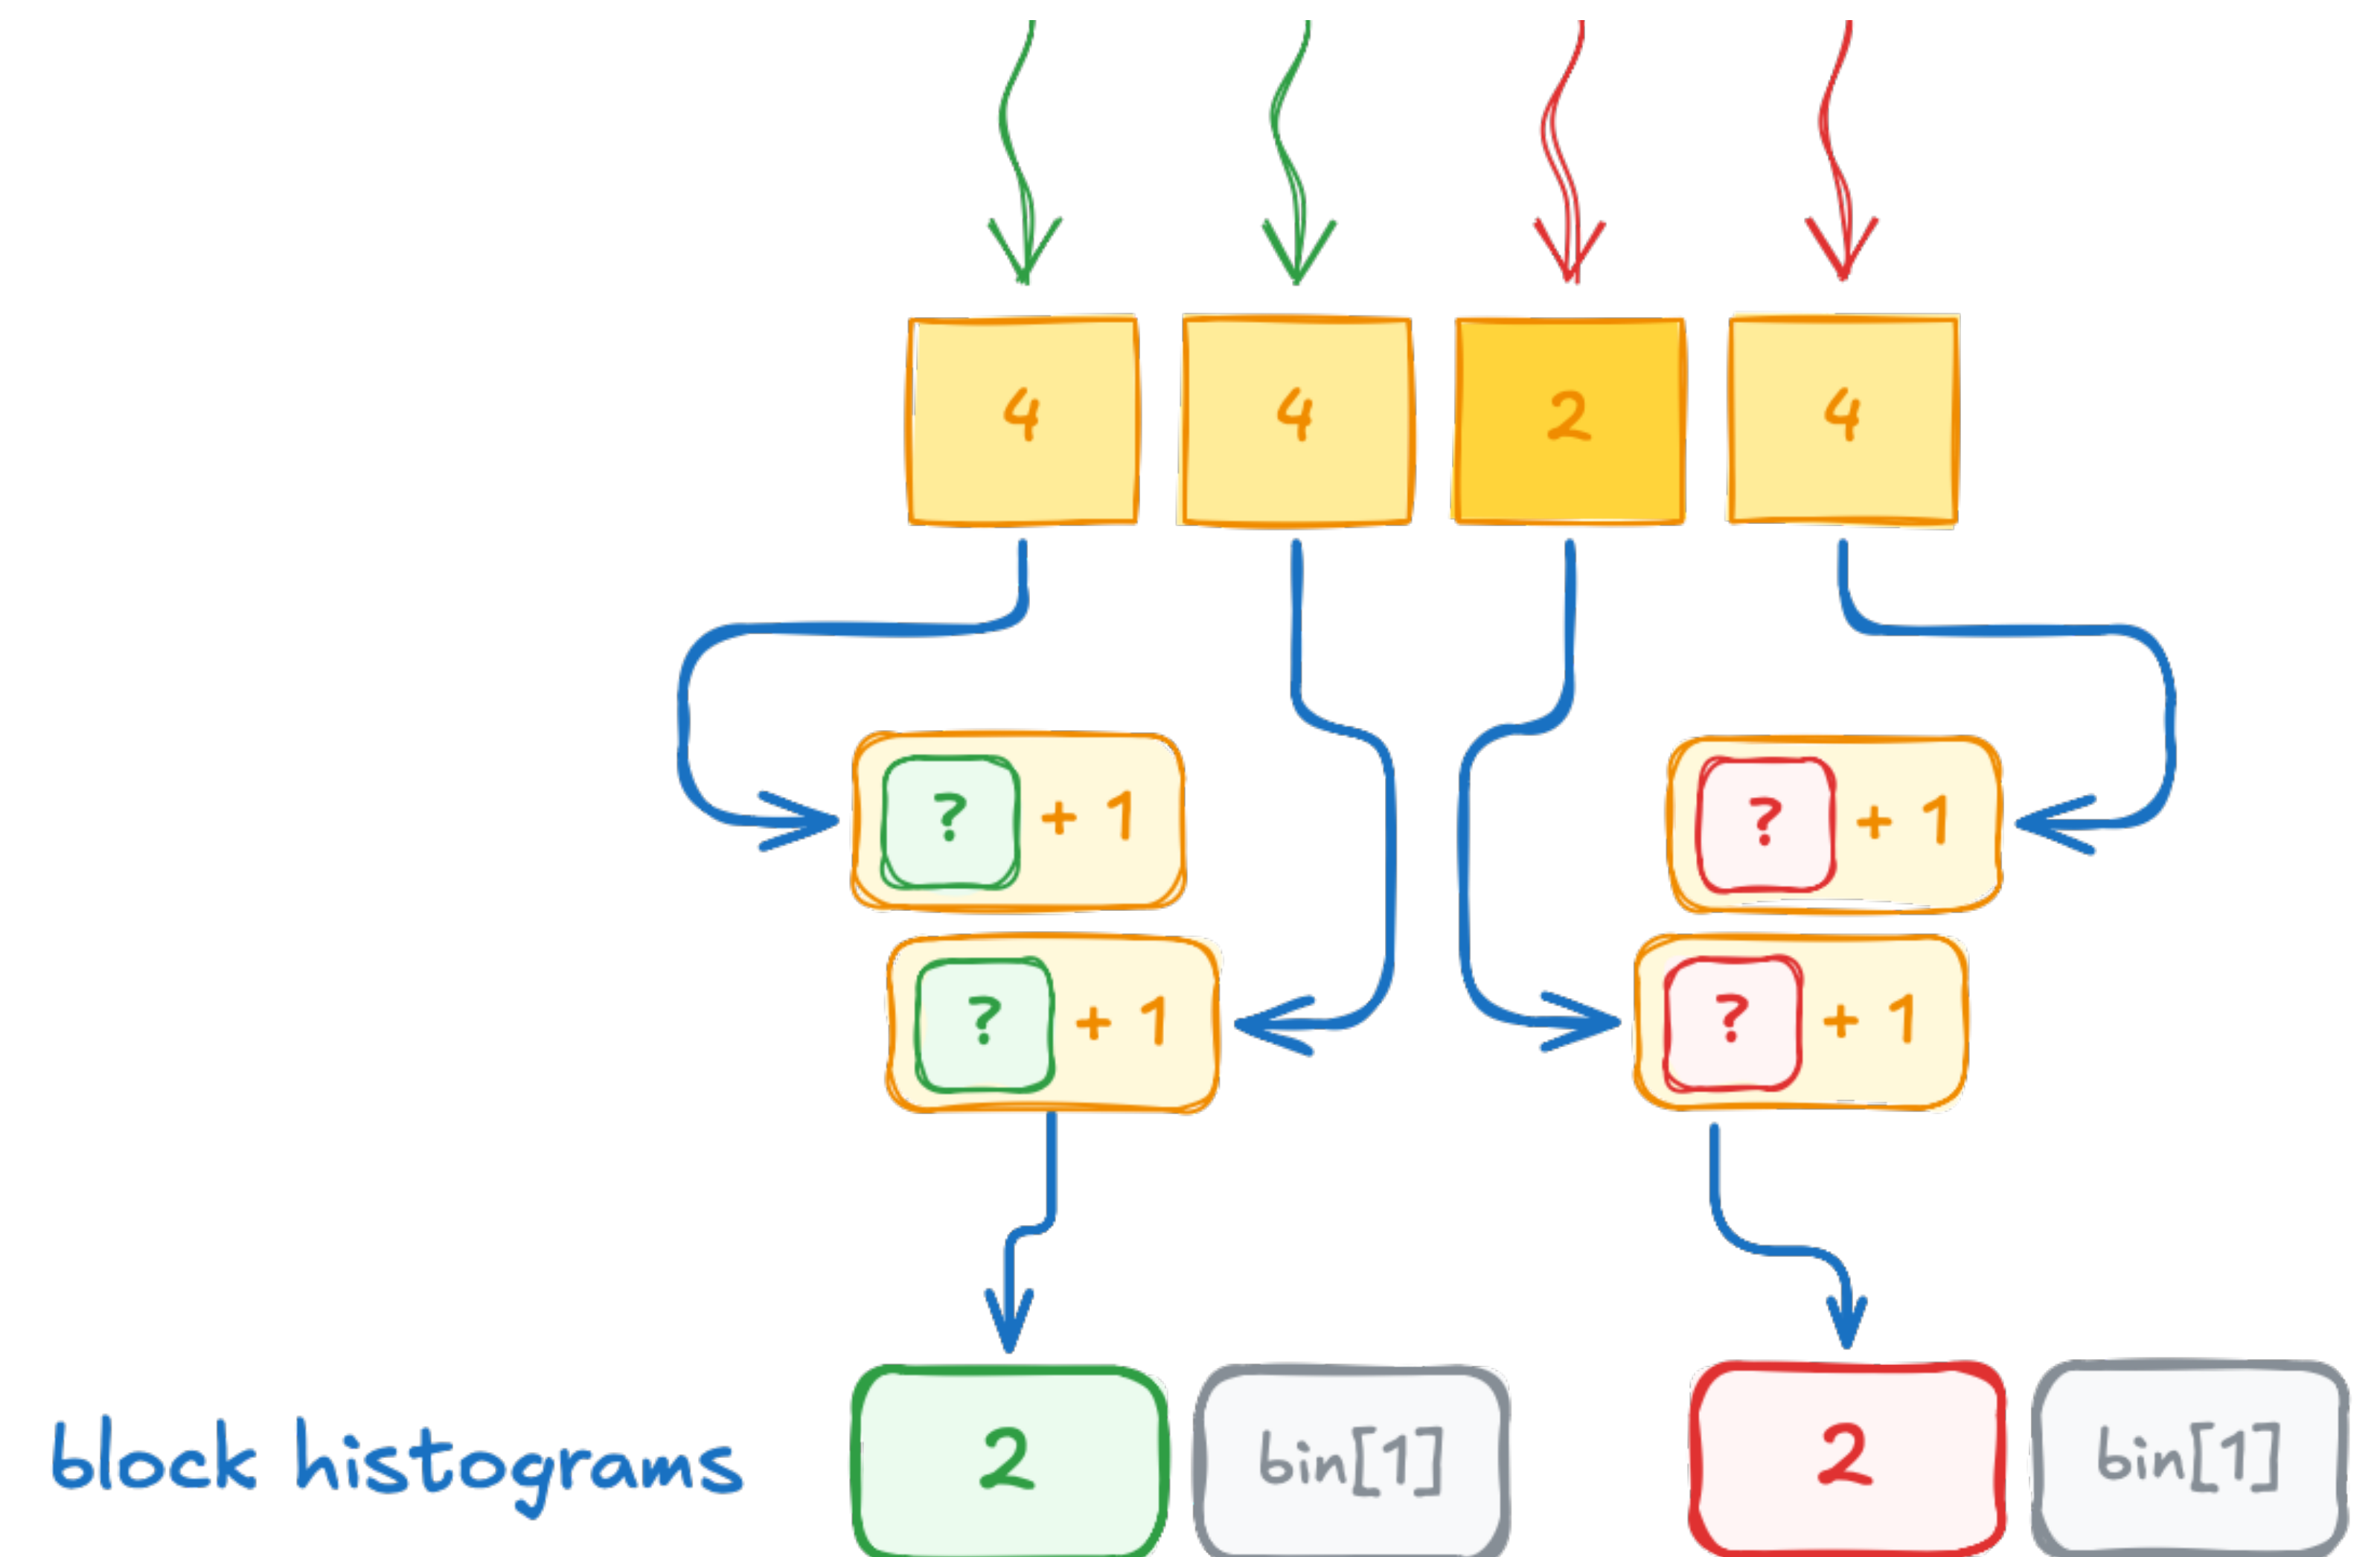 4 4 2 4
? + 1 ? + 1
? + 1 ? + 1
block histograms 2 bin[1] 2 bin[1]